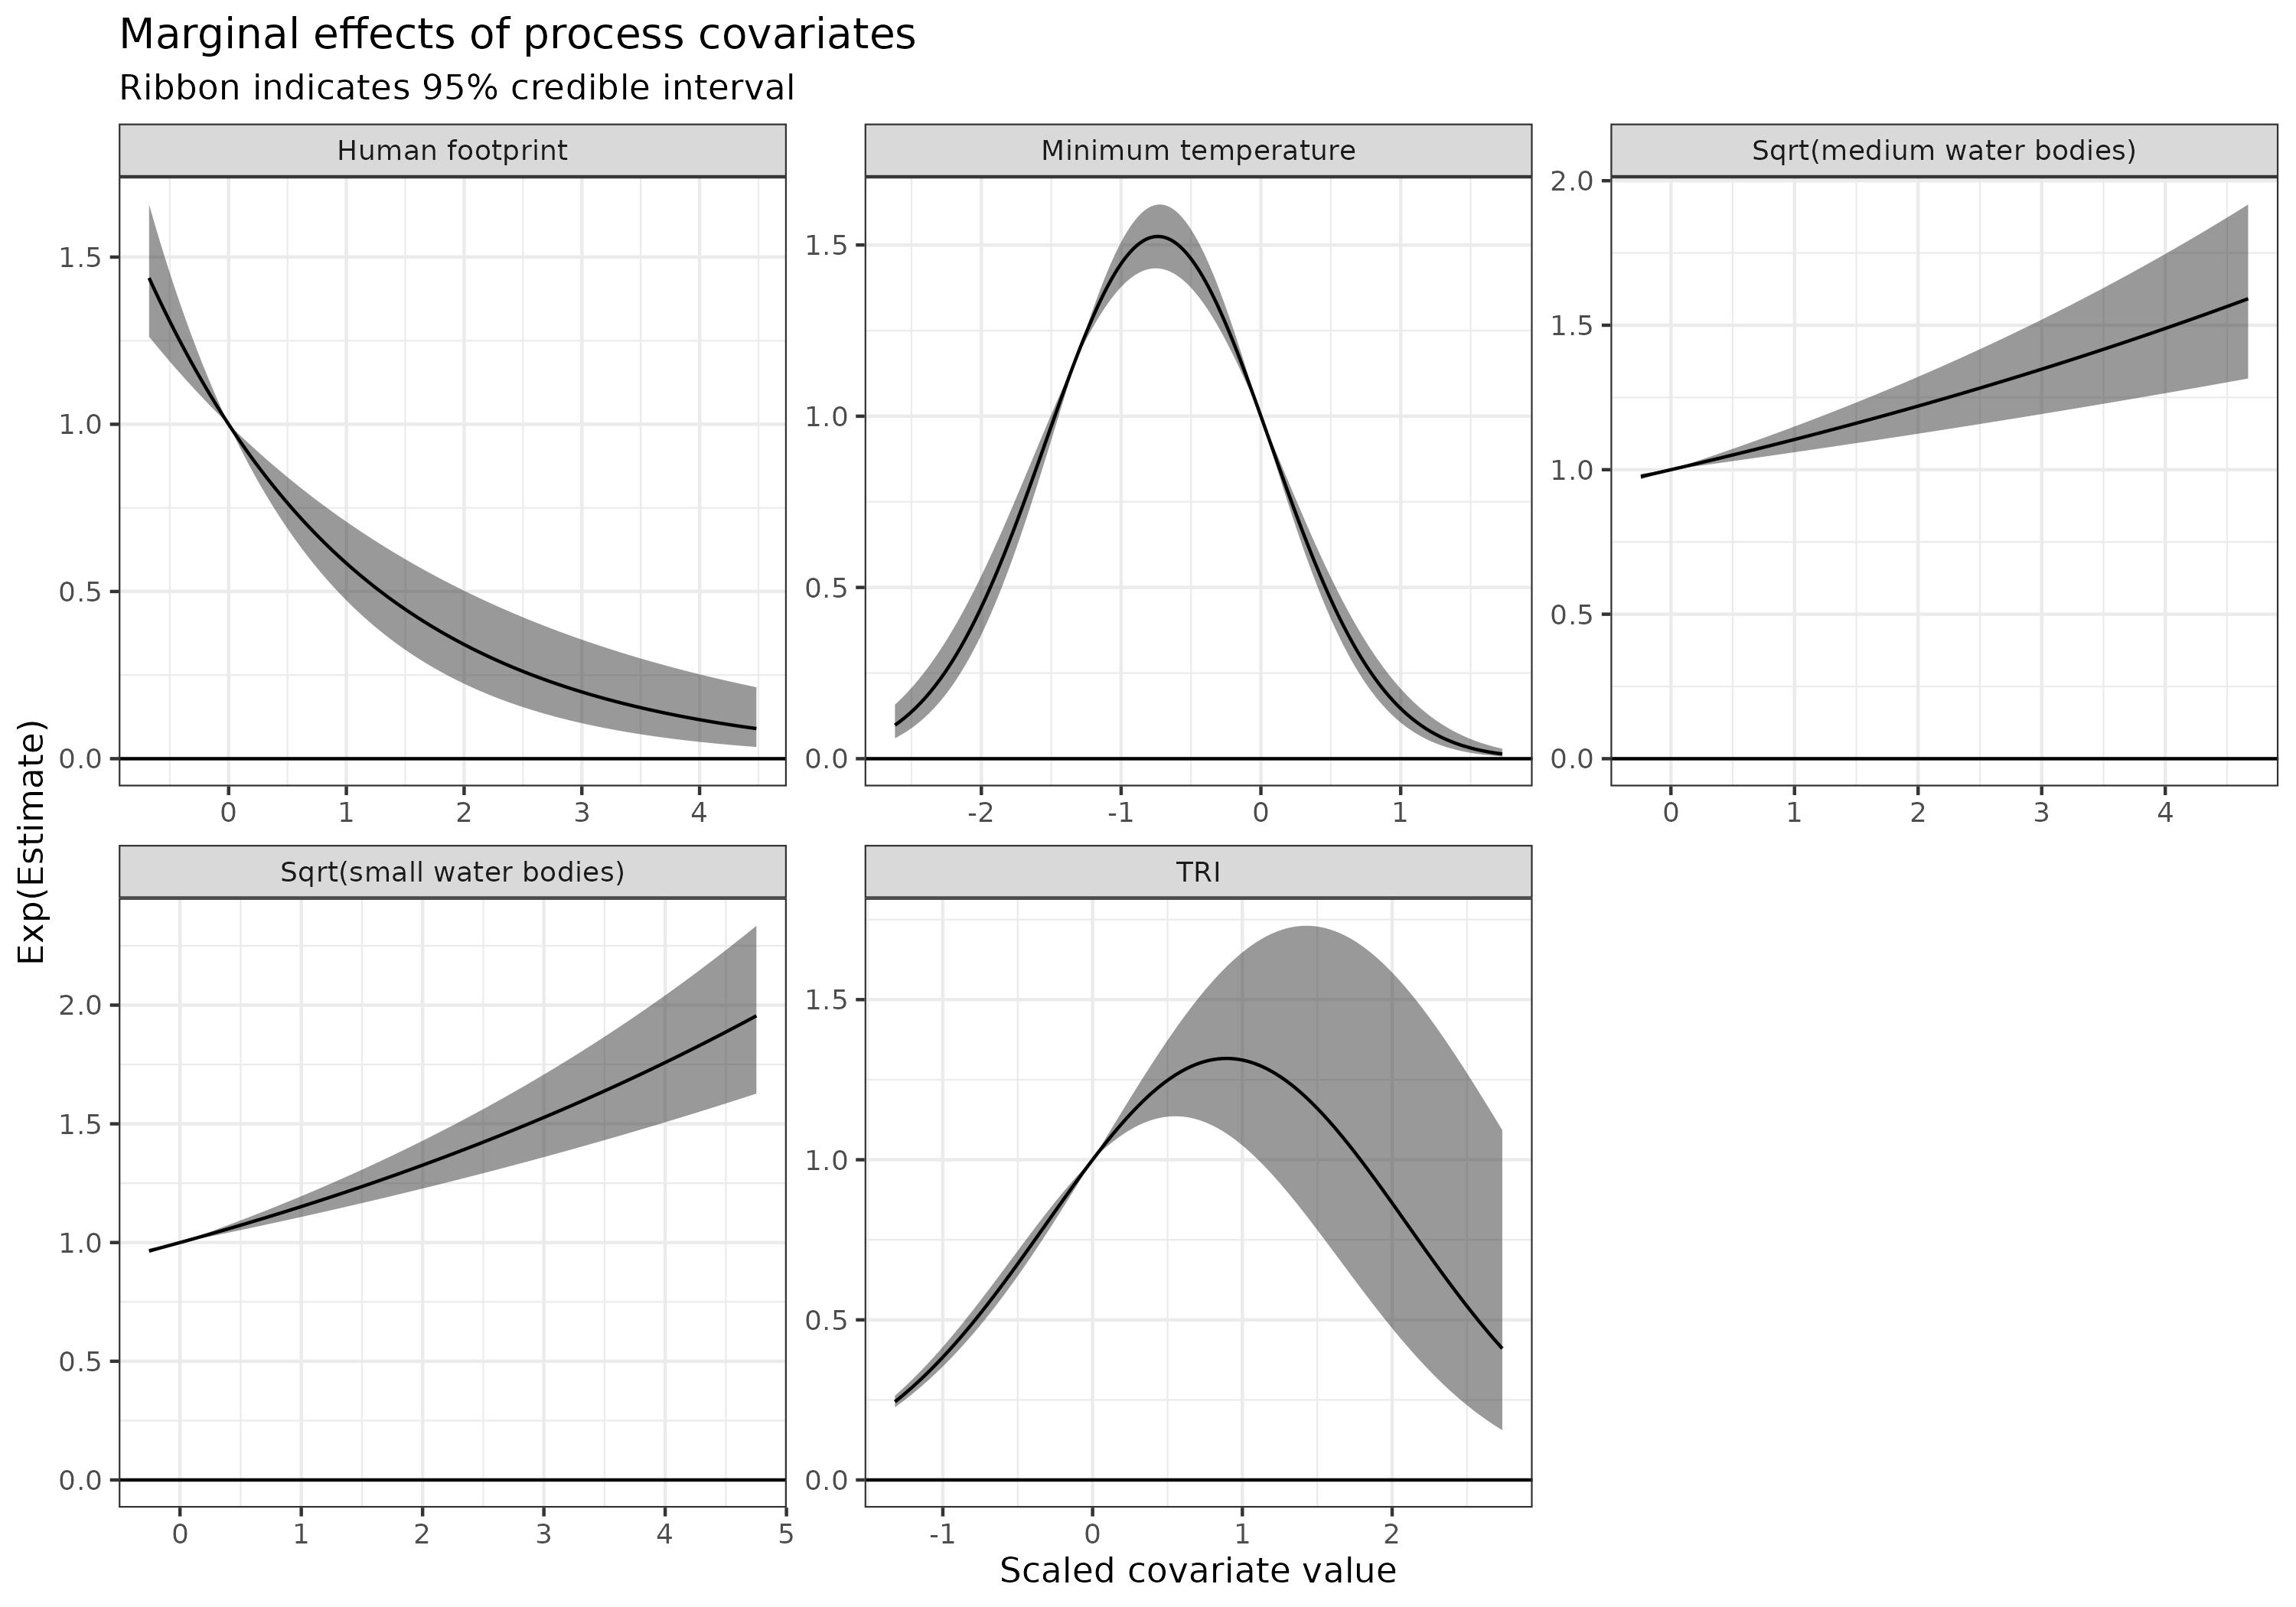 Marginal effects of process covariates
Ribbon indicates 95% credible interval
Human footprint
Minimum temperature
Sqrt(medium water bodies)
1.5
1.0
0.5
0.0
0 1 2 3 4
1.5
1.0
0.5
0.0
-2 -1 0 1
2.0
1.5
1.0
0.5
0.0
0 1 2 3 4
Exp(Estimate)
Sqrt(small water bodies)
TRI
2.0
1.5
1.0
0.5
0.0
0 1 2 3 4 5
1.5
1.0
0.5
0.0
-1 0 1 2
Scaled covariate value